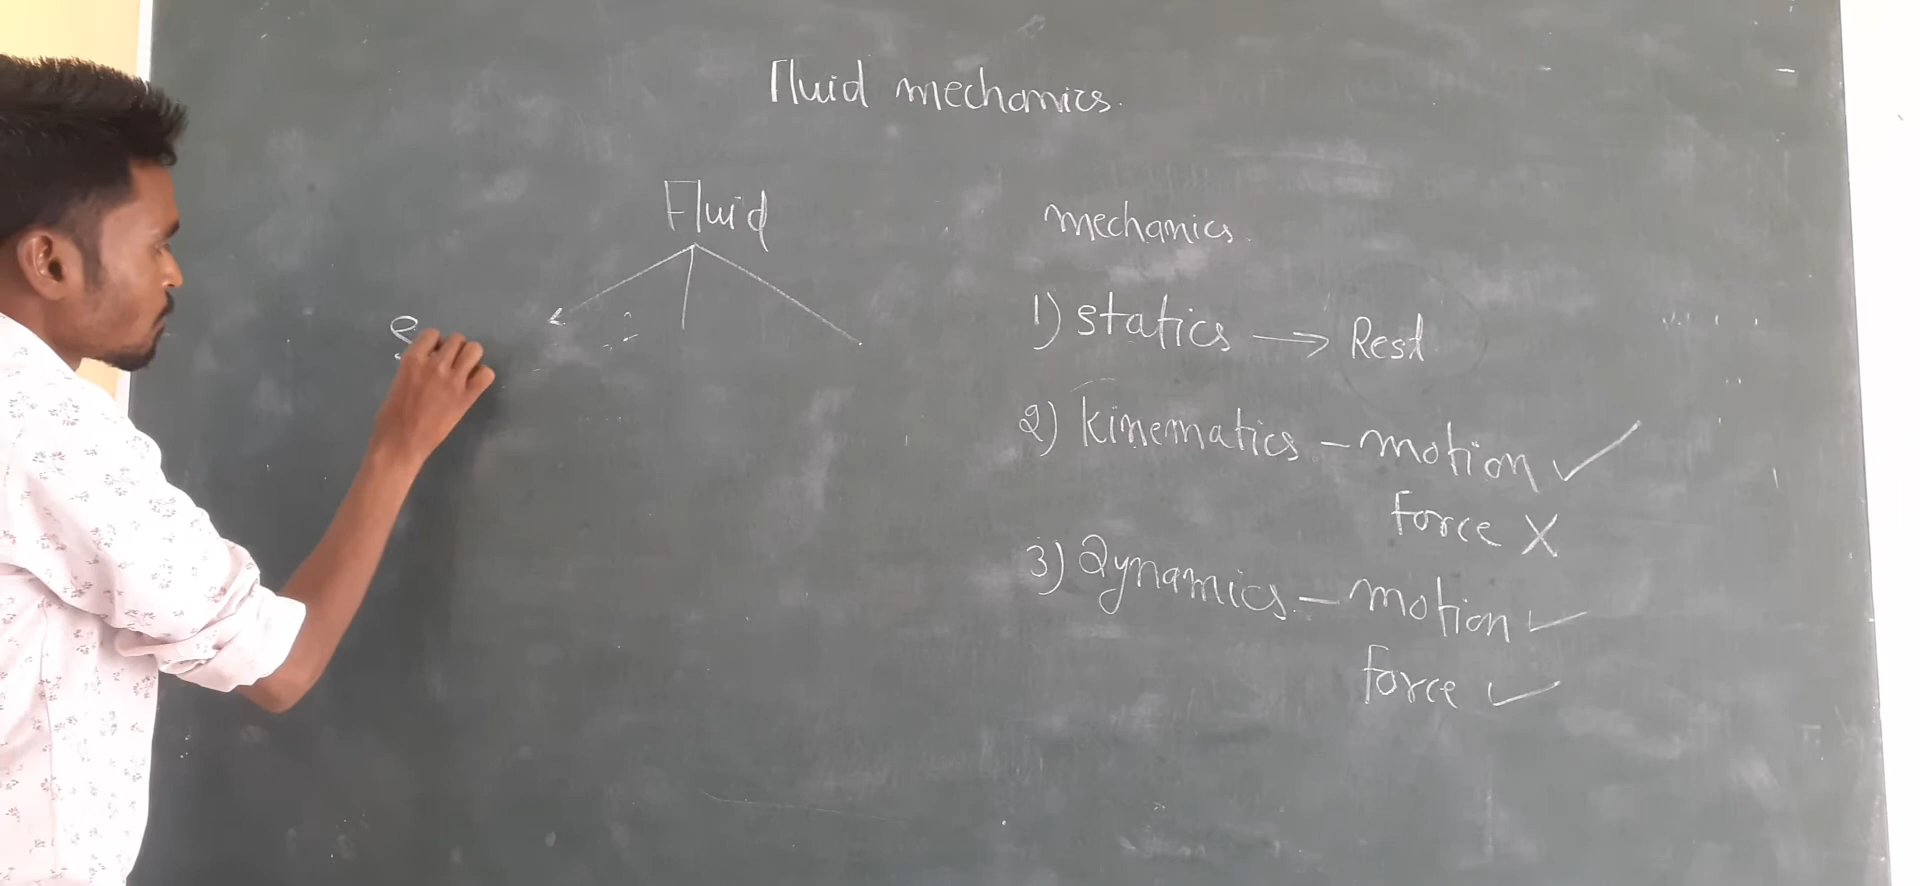 Fluid mechanics.
Fluid
mechanics.
1) statics → Rest
2) kinematics - motion ✓
force X
3) Dynamics - motion ✓
force ✓